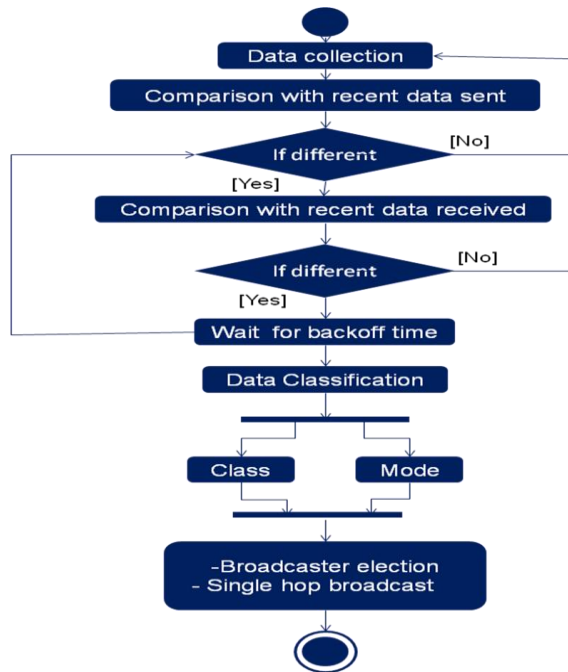 Data collection
Comparison with recent data sent
If different
[No]
[Yes]
Comparison with recent data received
If different
[No]
[Yes]
Wait for backoff time
Data Classification
Class
Mode
-Broadcaster election
- Single hop broadcast